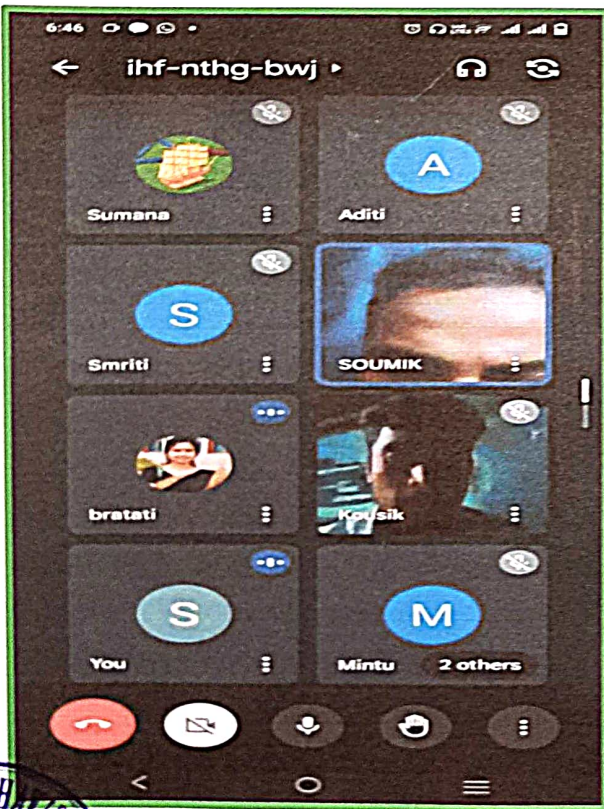 6:46
ihf-nthg-bwj
Sumana
A
Aditi
S
Smriti
SOUMIK
bratati
Kousik
S
You
M
Mintu 2 others